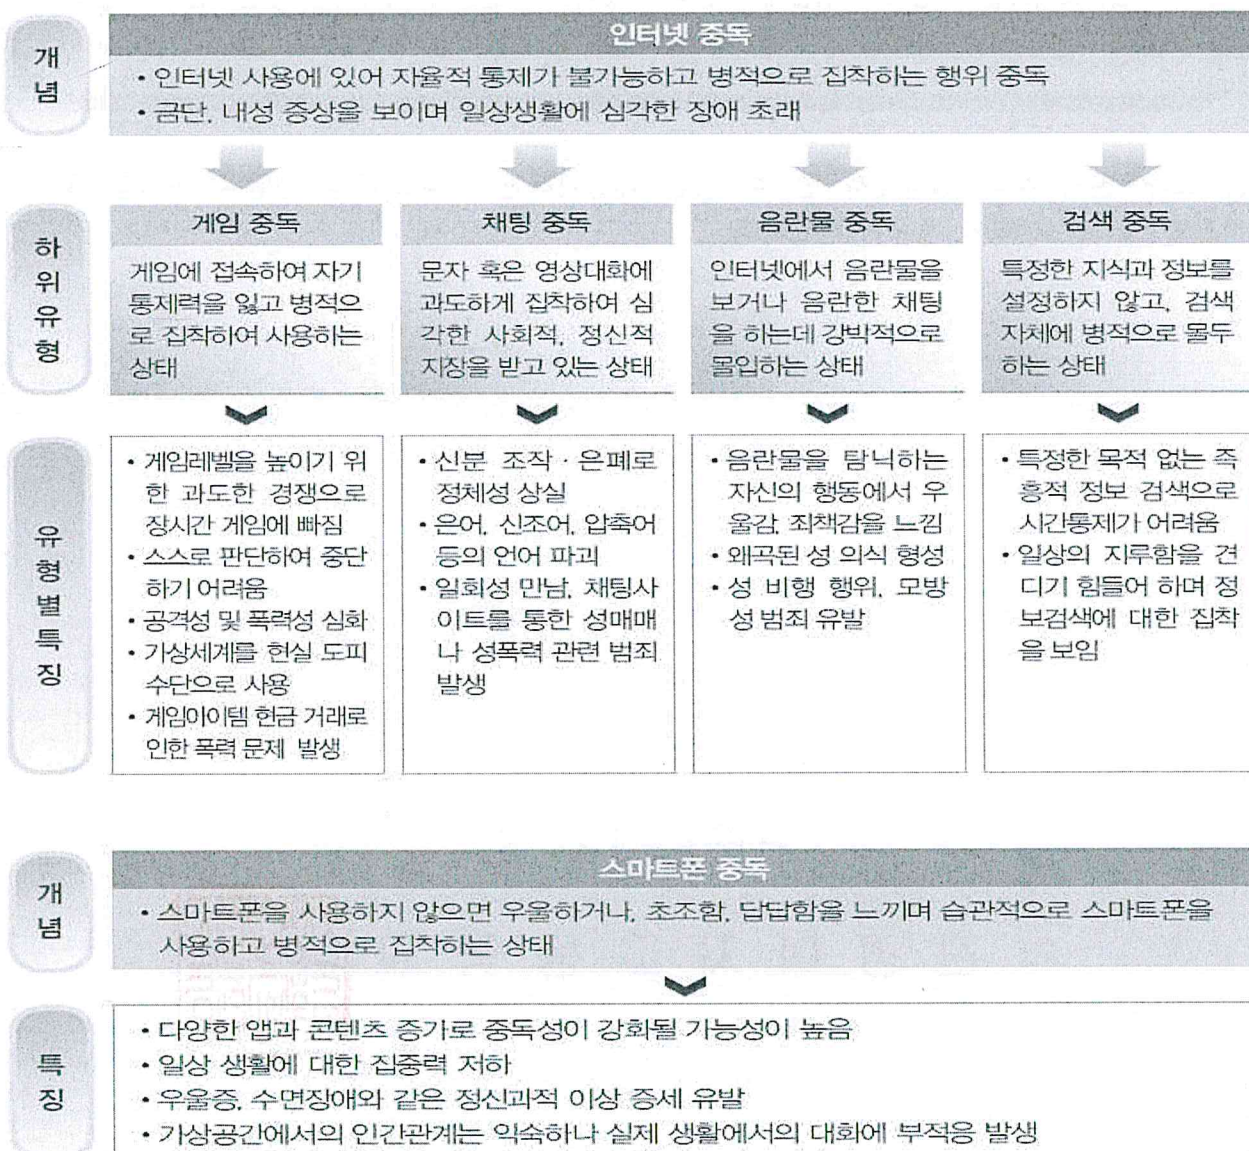 개념
인터넷 중독
• 인터넷 사용에 있어 자율적 통제가 불가능하고 병적으로 집착하는 행위 중독
• 금단, 내성 증상을 보이며 일상생활에 심각한 장애 초래
하위유형
게임 중독
게임에 접속하여 자기
통제력을 잃고 병적으
로 집착하여 사용하는
상태
채팅 중독
문자 혹은 영상대화에
과도하게 집착하여 심
각한 사회적, 정신적
지장을 받고 있는 상태
음란물 중독
인터넷에서 음란물을
보거나 음란한 채팅
을 하는데 강박적으로
몰입하는 상태
검색 중독
특정한 지식과 정보를
설정하지 않고, 검색
자체에 병적으로 몰두
하는 상태
유형별특징
• 게임레벨을 높이기 위
한 과도한 경쟁으로
장시간 게임에 빠짐
• 스스로 판단하여 중단
하기 어려움
• 공격성 및 폭력성 심화
• 가상세계를 현실 도피
수단으로 사용
• 게임아이템 현금 거래로
인한 폭력 문제 발생
• 신분 조작 · 은폐로
정체성 상실
• 은어, 신조어, 압축어
등의 언어 파괴
• 일회성 만남, 채팅사
이트를 통한 성매매
나 성폭력 관련 범죄
발생
• 음란물을 탐닉하는
자신의 행동에서 우
울감, 죄책감을 느낌
• 왜곡된 성 의식 형성
• 성 비행 행위, 모방
성 범죄 유발
• 특정한 목적 없는 즉
흥적 정보 검색으로
시간통제가 어려움
• 일상의 지루함을 견
디기 힘들어 하며 정
보검색에 대한 집착
을 보임
개념
스마트폰 중독
• 스마트폰을 사용하지 않으면 우울하거나, 초조함, 답답함을 느끼며 습관적으로 스마트폰을
사용하고 병적으로 집착하는 상태
특징
• 다양한 앱과 콘텐츠 증가로 중독성이 강화될 가능성이 높음
• 일상 생활에 대한 집중력 저하
• 우울증, 수면장애와 같은 정신과적 이상 증세 유발
• 가상공간에서의 인간관계는 익숙하나 실제 생활에서의 대화에 부적응 발생